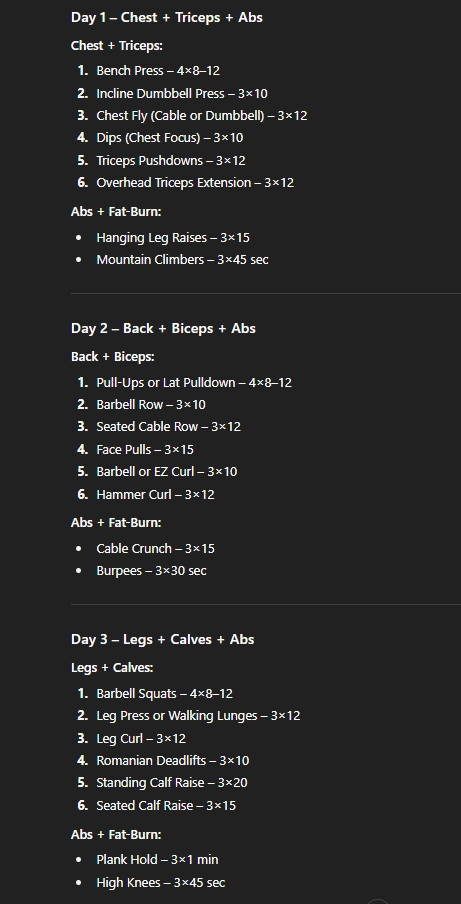 Day 1 – Chest + Triceps + Abs
Chest + Triceps:
1. Bench Press – 4×8–12
2. Incline Dumbbell Press – 3×10
3. Chest Fly (Cable or Dumbbell) – 3×12
4. Dips (Chest Focus) – 3×10
5. Triceps Pushdowns – 3×12
6. Overhead Triceps Extension – 3×12
Abs + Fat-Burn:
• Hanging Leg Raises – 3×15
• Mountain Climbers – 3×45 sec
Day 2 – Back + Biceps + Abs
Back + Biceps:
1. Pull-Ups or Lat Pulldown – 4×8–12
2. Barbell Row – 3×10
3. Seated Cable Row – 3×12
4. Face Pulls – 3×15
5. Barbell or EZ Curl – 3×10
6. Hammer Curl – 3×12
Abs + Fat-Burn:
• Cable Crunch – 3×15
• Burpees – 3×30 sec
Day 3 – Legs + Calves + Abs
Legs + Calves:
1. Barbell Squats – 4×8–12
2. Leg Press or Walking Lunges – 3×12
3. Leg Curl – 3×12
4. Romanian Deadlifts – 3×10
5. Standing Calf Raise – 3×20
6. Seated Calf Raise – 3×15
Abs + Fat-Burn:
• Plank Hold – 3×1 min
• High Knees – 3×45 sec